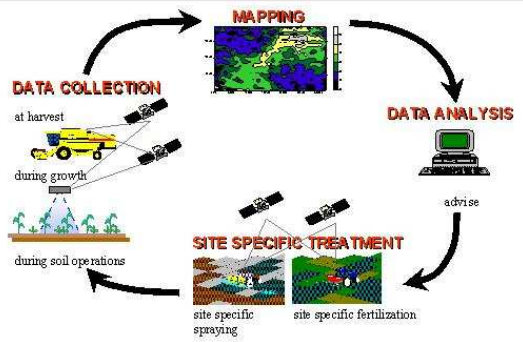 MAPPING
DATA COLLECTION
at harvest
during growth
during soil operations
DATA ANALYSIS
advise
SITE SPECIFIC TREATMENT
site specific
spraying
site specific fertilization